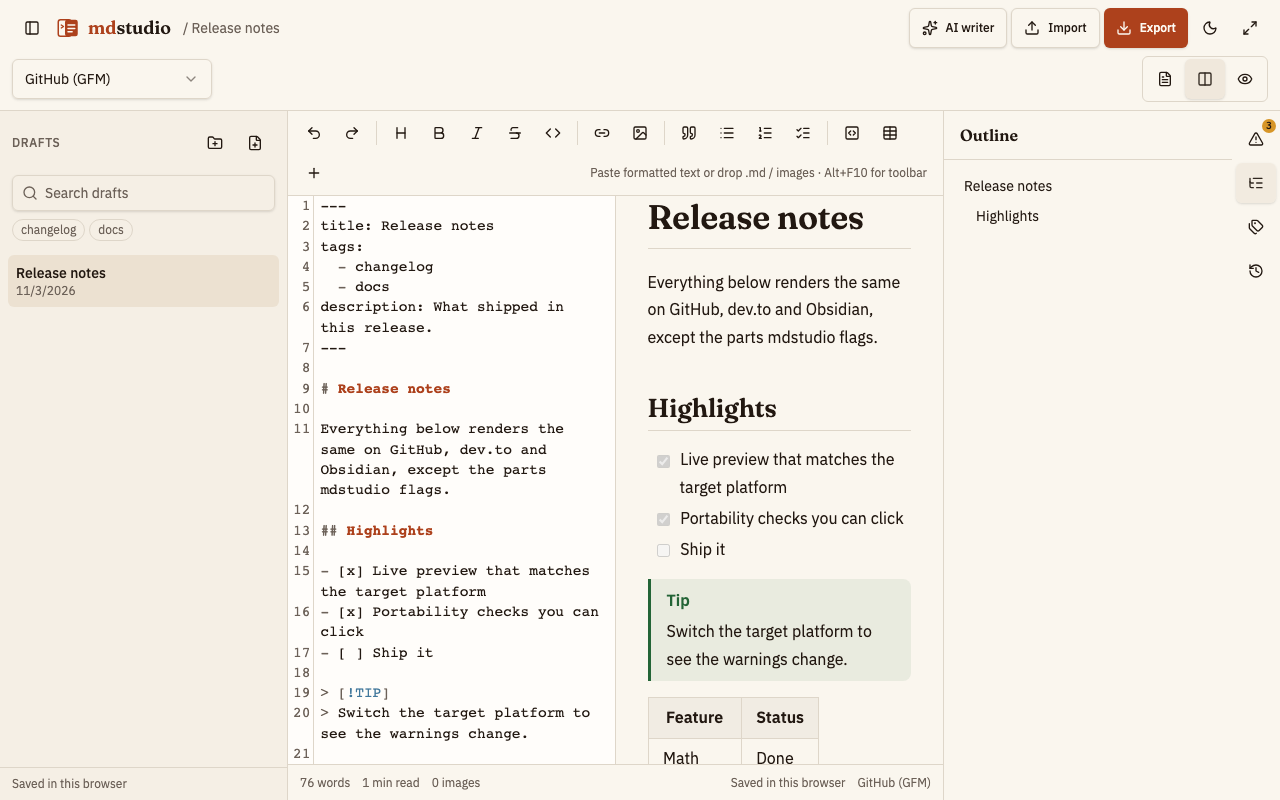 mdstudio / Release notes
AI writer
Import
Export
GitHub (GFM)
DRAFTS
Search drafts
changelog
docs
Release notes
11/3/2026
Saved in this browser
Paste formatted text or drop .md / images · Alt+F10 for toolbar
1 ---
2 title: Release notes
3 tags:
4   - changelog
5   - docs
6 description: What shipped in
this release.
7 ---
8
9 # Release notes
10
11 Everything below renders the
same on GitHub, dev.to and
Obsidian, except the parts
mdstudio flags.
12
13 ## Highlights
14
15 - [x] Live preview that matches
the target platform
16 - [x] Portability checks you can
click
17 - [ ] Ship it
18
19 > [!TIP]
20 > Switch the target platform to
see the warnings change.
21
Release notes
Everything below renders the same
on GitHub, dev.to and Obsidian,
except the parts mdstudio flags.
Highlights
Live preview that matches the
target platform
Portability checks you can click
Ship it
Tip
Switch the target platform to
see the warnings change.
Feature Status
Math Done
76 words 1 min read 0 images
Saved in this browser GitHub (GFM)
Outline
3
Release notes
Highlights